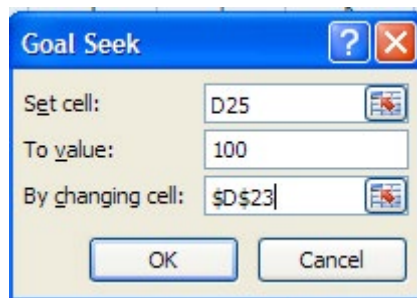 Goal Seek ? X
Set cell: D25
To value: 100
By changing cell: $D$23
OK Cancel